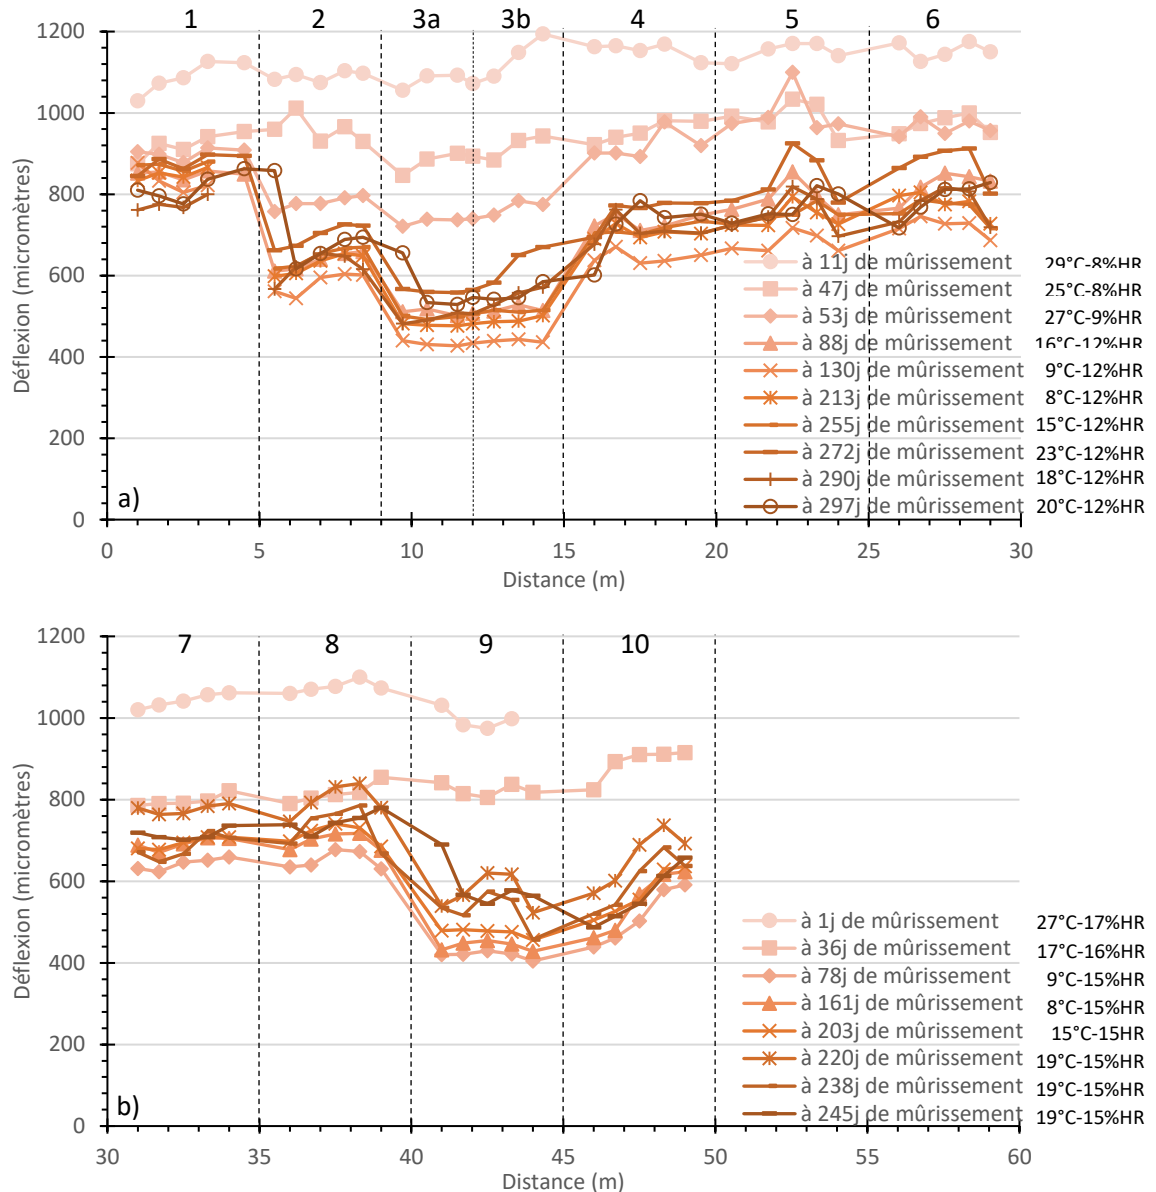 1 2 3a 3b 4 5 6
1200
1000
800
600
400
200
0
Déflexion (micromètres)
à 11j de mûrissement 29°C-8%HR
à 47j de mûrissement 25°C-8%HR
à 53j de mûrissement 27°C-9%HR
à 88j de mûrissement 16°C-12%HR
à 130j de mûrissement 9°C-12%HR
à 213j de mûrissement 8°C-12%HR
à 255j de mûrissement 15°C-12%HR
à 272j de mûrissement 23°C-12%HR
à 290j de mûrissement 18°C-12%HR
à 297j de mûrissement 20°C-12%HR
a)
0 5 10 15 20 25 30
Distance (m)
7 8 9 10
1200
1000
800
600
400
200
0
Déflexion (micromètres)
à 1j de mûrissement 27°C-17%HR
à 36j de mûrissement 17°C-16%HR
à 78j de mûrissement 9°C-15%HR
à 161j de mûrissement 8°C-15%HR
à 203j de mûrissement 15°C-15HR
à 220j de mûrissement 19°C-15%HR
à 238j de mûrissement 19°C-15%HR
à 245j de mûrissement 19°C-15%HR
b)
30 35 40 45 50 55 60
Distance (m)